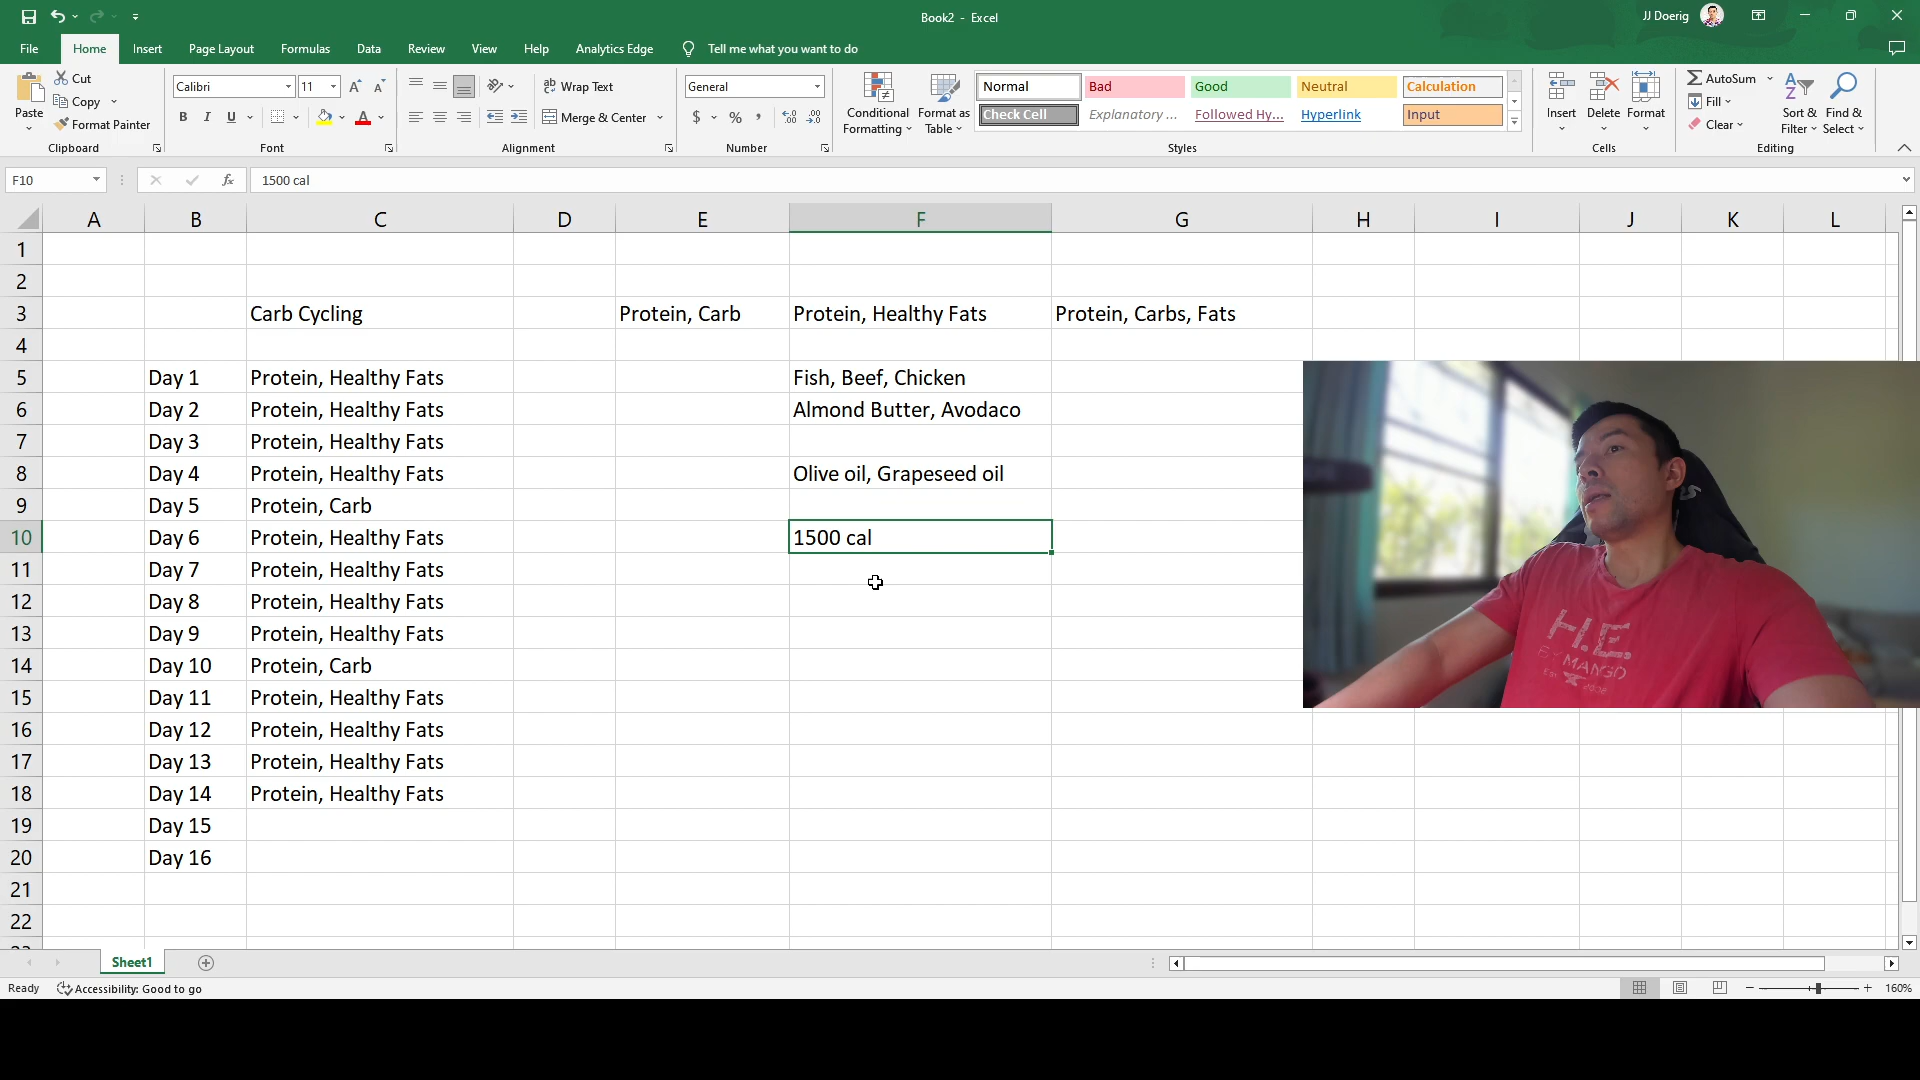 Book2 - Excel
JJ Doerig
File Home Insert Page Layout Formulas Data Review View Help Analytics Edge Tell me what you want to do
Paste
Cut
Copy
Format Painter
Clipboard
Calibri 11
B I U
Font
Wrap Text
Merge & Center
Alignment
General
$ % ,
Number
Conditional Formatting
Format as Table
Normal Bad Good Neutral Calculation
Check Cell Explanatory ... Followed Hy... Hyperlink Input
Styles
Insert Delete Format
Cells
AutoSum
Fill
Clear
Sort & Filter
Find & Select
Editing
F10 fx 1500 cal
A B C D E F G H I J K L
1
2
3 Carb Cycling Protein, Carb Protein, Healthy Fats Protein, Carbs, Fats
4
5 Day 1 Protein, Healthy Fats Fish, Beef, Chicken
6 Day 2 Protein, Healthy Fats Almond Butter, Avodaco
7 Day 3 Protein, Healthy Fats
8 Day 4 Protein, Healthy Fats Olive oil, Grapeseed oil
9 Day 5 Protein, Carb
10 Day 6 Protein, Healthy Fats 1500 cal
11 Day 7 Protein, Healthy Fats
12 Day 8 Protein, Healthy Fats
13 Day 9 Protein, Healthy Fats
14 Day 10 Protein, Carb
15 Day 11 Protein, Healthy Fats
16 Day 12 Protein, Healthy Fats
17 Day 13 Protein, Healthy Fats
18 Day 14 Protein, Healthy Fats
19 Day 15
20 Day 16
21
22
H.E.
BY MANGO
Sheet1
Ready Accessibility: Good to go 160%